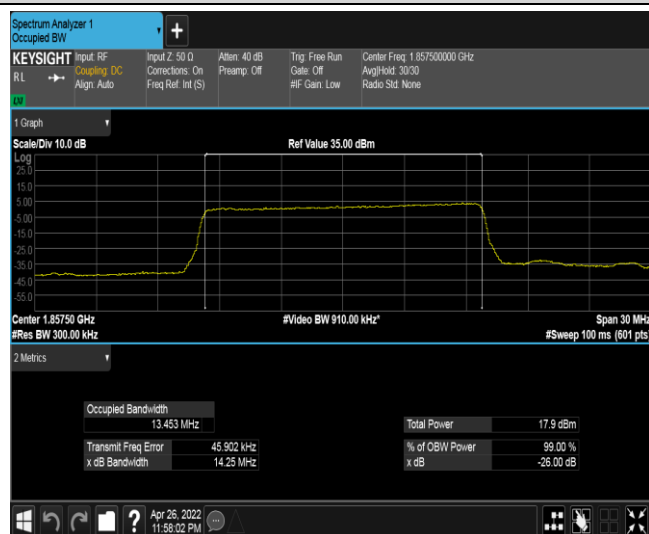 Spectrum Analyzer 1
Occupied BW
+
KEYSIGHT Input: RF Input Z: 50 Ω Atten: 40 dB Trig: Free Run Center Freq: 1.857500000 GHz
RL Coupling: DC Corrections: On Preamp: Off Gate: Off Avg|Hold: 30/30
Align: Auto Freq Ref: Int (S) #IF Gain: Low Radio Std: None
LXI
1 Graph
Scale/Div 10.0 dB Ref Value 35.00 dBm
Log
25.0
15.0
5.00
-5.00
-15.0
-25.0
-35.0
-45.0
-55.0
Center 1.85750 GHz #Video BW 910.00 kHz* Span 30 MHz
#Res BW 300.00 kHz #Sweep 100 ms (601 pts)
2 Metrics
Occupied Bandwidth
13.453 MHz Total Power 17.9 dBm
Transmit Freq Error 45.902 kHz % of OBW Power 99.00 %
x dB Bandwidth 14.25 MHz x dB -26.00 dB
? Apr 26, 2022
11:58:02 PM